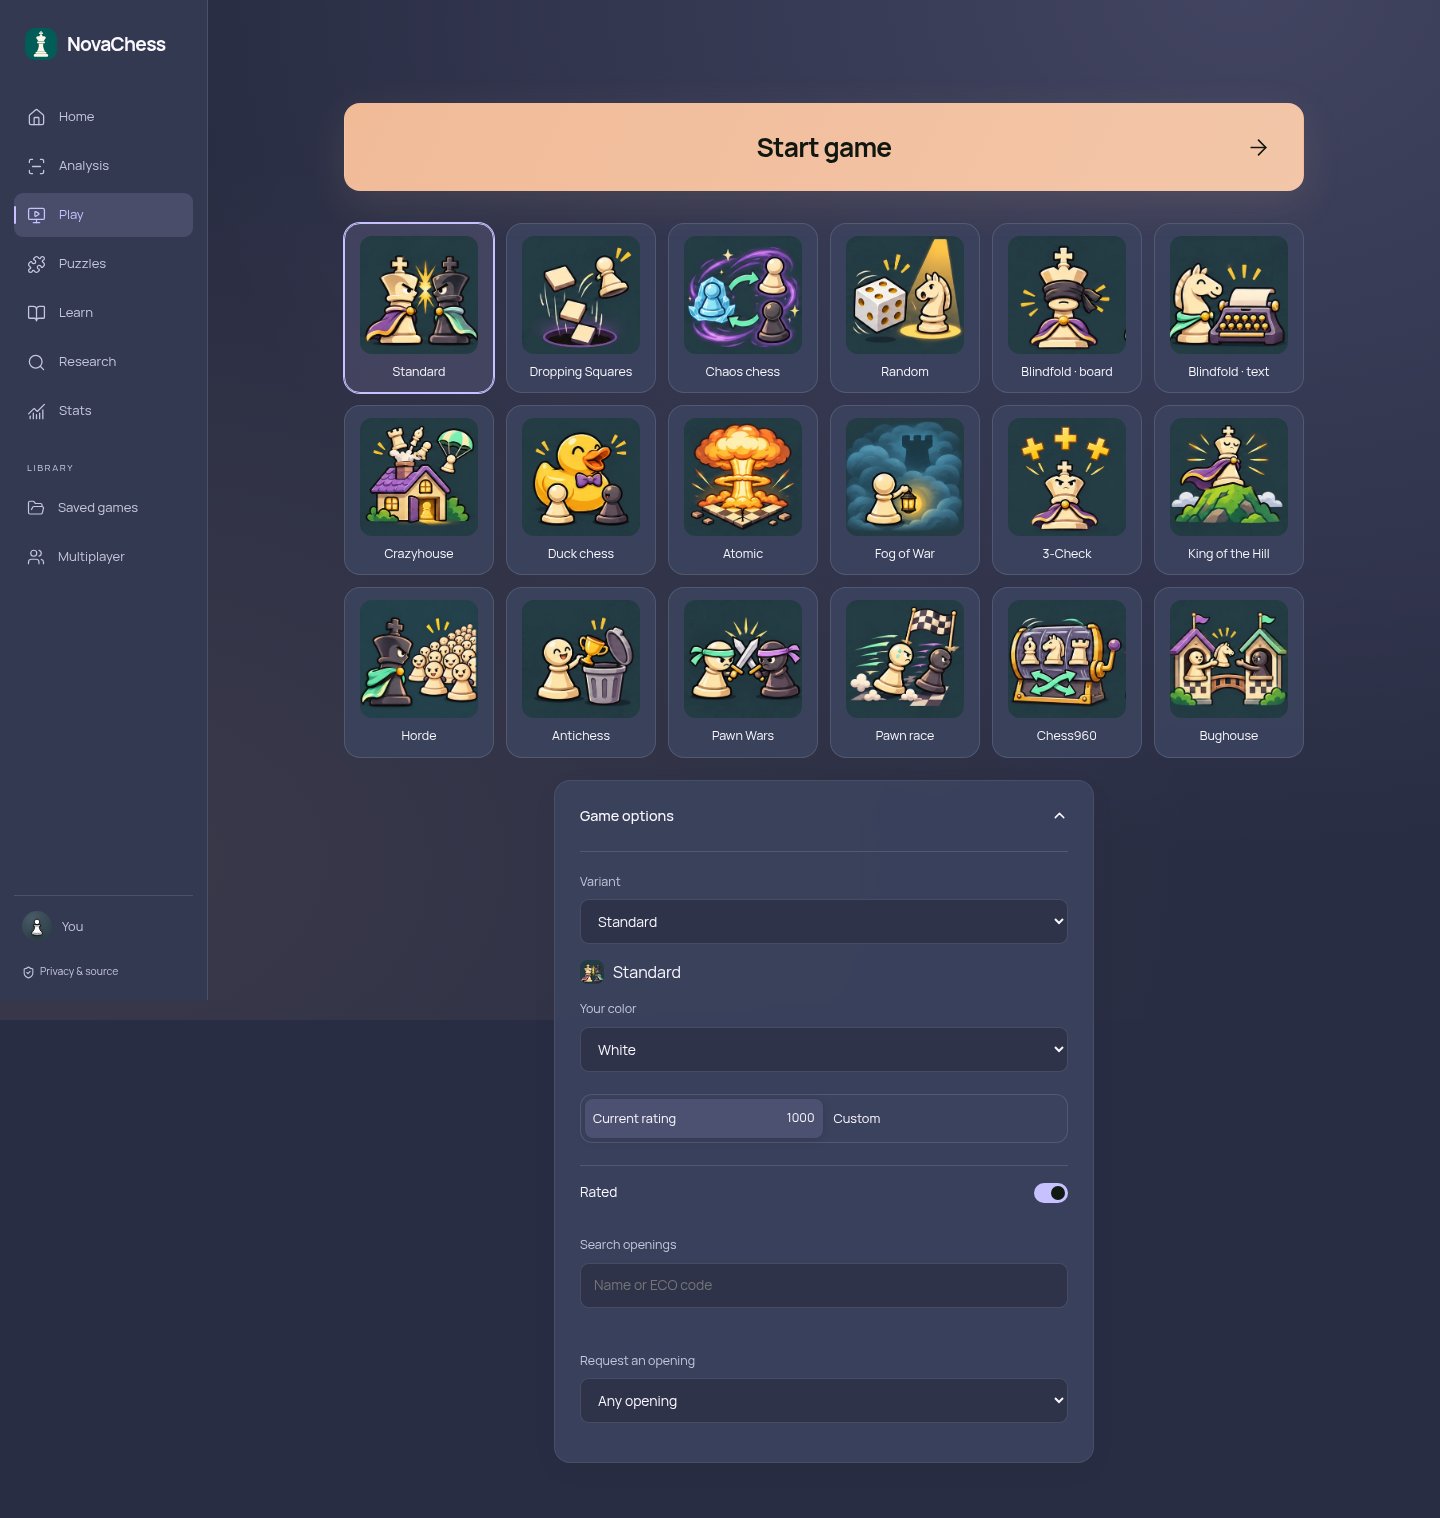 NovaChess
Home
Analysis
Play
Puzzles
Learn
Research
Stats
LIBRARY
Saved games
Multiplayer
You
Privacy & source
Start game
Standard
Dropping Squares
Chaos chess
Random
Blindfold · board
Blindfold · text
Crazyhouse
Duck chess
Atomic
Fog of War
3-Check
King of the Hill
Horde
Antichess
Pawn Wars
Pawn race
Chess960
Bughouse
Game options
Variant
Standard
Standard
Your color
White
Current rating 1000 Custom
Rated
Search openings
Name or ECO code
Request an opening
Any opening